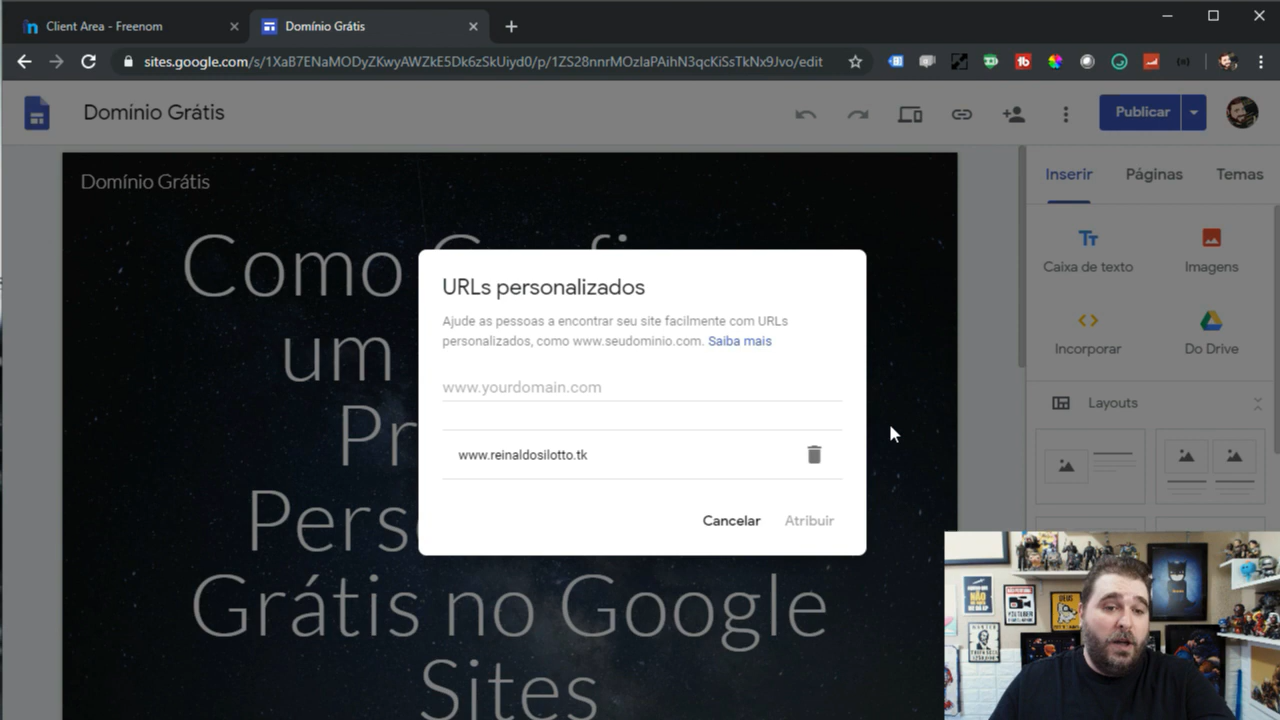 Client Area - Freenom
Domínio Grátis
sites.google.com/s/1XaB7ENaMODyZKwyAWZkE5Dk6zSkUiyd0/p/1ZS28nnrMOzlaPAihN3qcKiSsTkNx9Jvo/edit
Domínio Grátis
Publicar
Inserir
Páginas
Temas
Domínio Grátis
Caixa de texto
Imagens
Incorporar
Do Drive
Layouts
Como
um
Pr
Pers
Grátis no Google
Sites
URLs personalizados
Ajude as pessoas a encontrar seu site facilmente com URLs
personalizados, como www.seudominio.com. Saiba mais
www.yourdomain.com
www.reinaldosilotto.tk
Cancelar
Atribuir